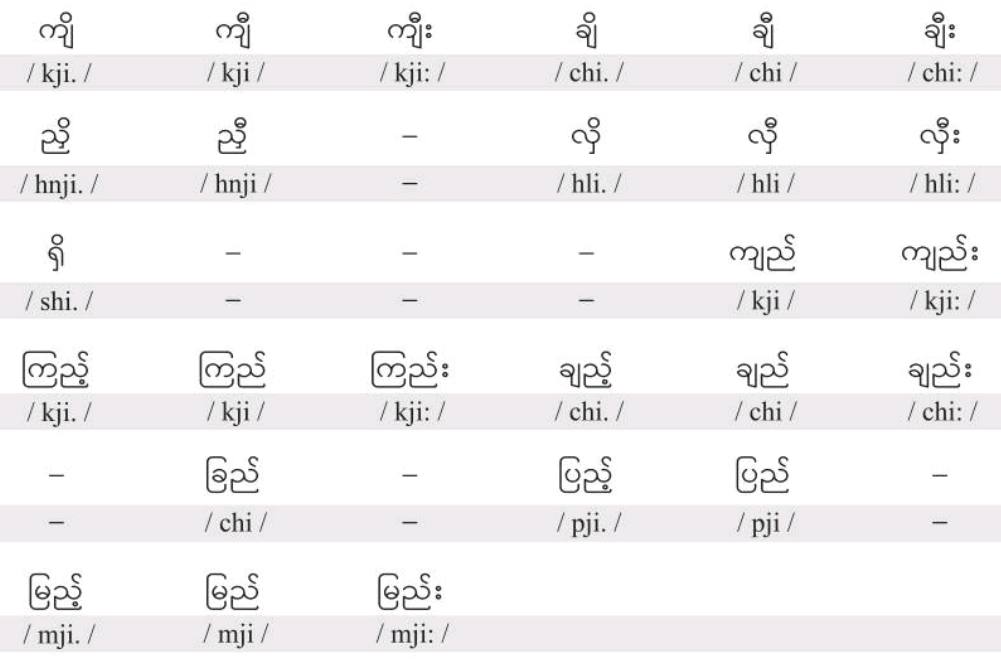 ကျိ ကျီ ကျီး ချိ ချီ ချီး
/ kji. / / kji / / kji: / / chi. / / chi / / chi: /
ညှိ ညှီ – လှိ လှီ လှီး
/ hnji. / / hnji / – / hli. / / hli / / hli: /
ရှိ – – – ကျည် ကျည်း
/ shi. / – – – / kji / / kji: /
ကြည့် ကြည် ကြည်း ချည့် ချည် ချည်း
/ kji. / / kji / / kji: / / chi. / / chi / / chi: /
– ခြည် – ပြည့် ပြည် –
– / chi / – / pji. / / pji / –
မြည့် မြည် မြည်း
/ mji. / / mji / / mji: /